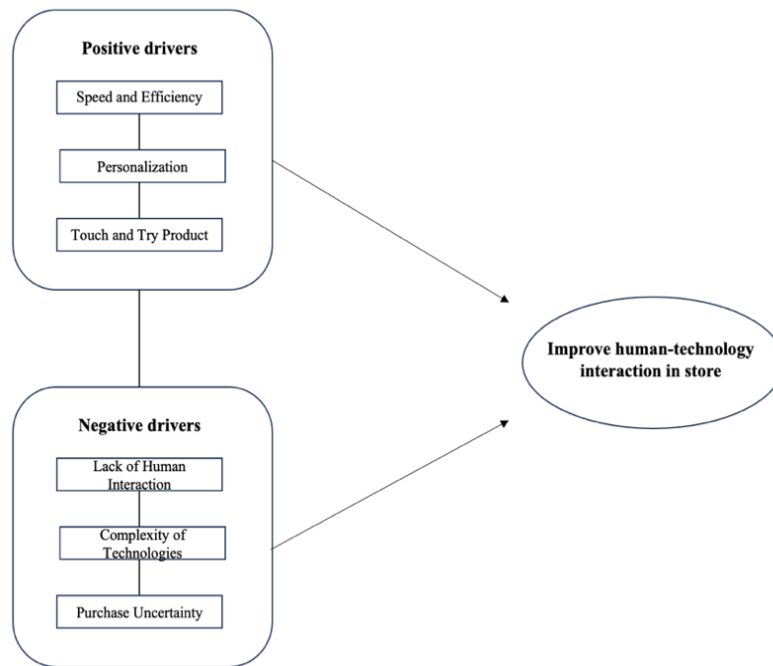 Positive drivers
Speed and Efficiency
Personalization
Touch and Try Product
Negative drivers
Lack of Human
Interaction
Complexity of
Technologies
Purchase Uncertainty
Improve human-technology
interaction in store